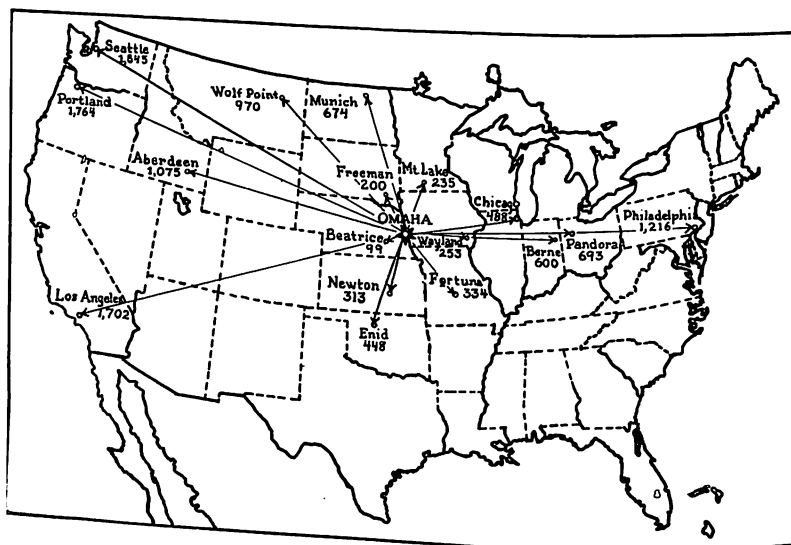 Seattle
1,845
Portland
1,764
Wolf Point
970
Munich
674
Aberdeen
1,075
Freeman
200
Mt Lake
235
Chicago
488
OMAHA
Beatrice
99
Wayland
253
Berne
600
Pandora
693
Philadelphi
1,216
Los Angeles
1,702
Newton
313
Fortuna
334
Enid
448